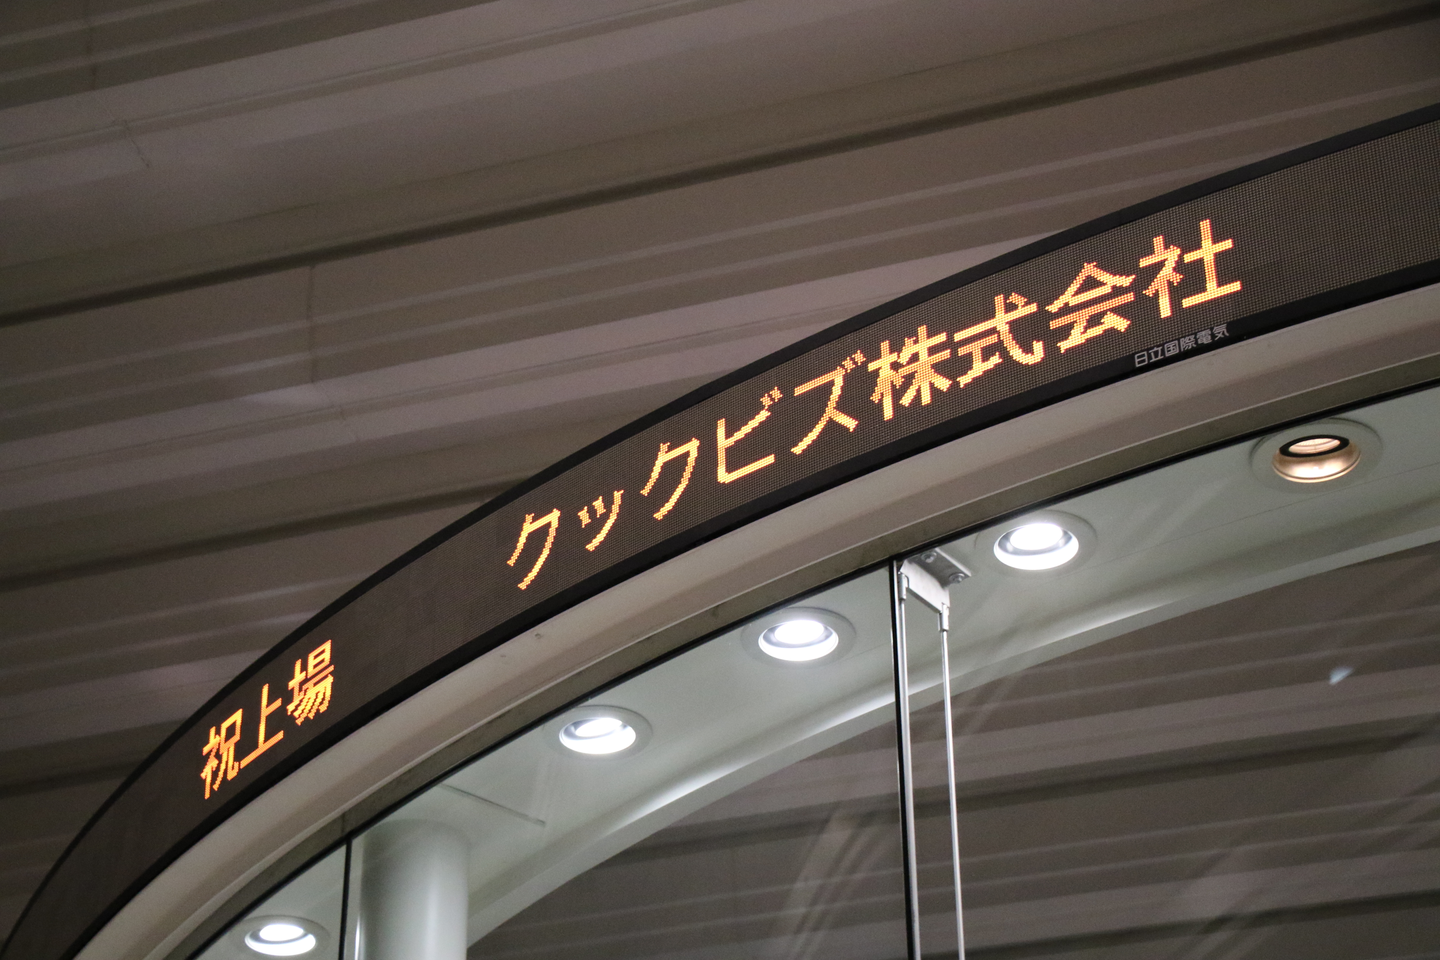 祝上場 クックビズ株式会社
日立国際電気